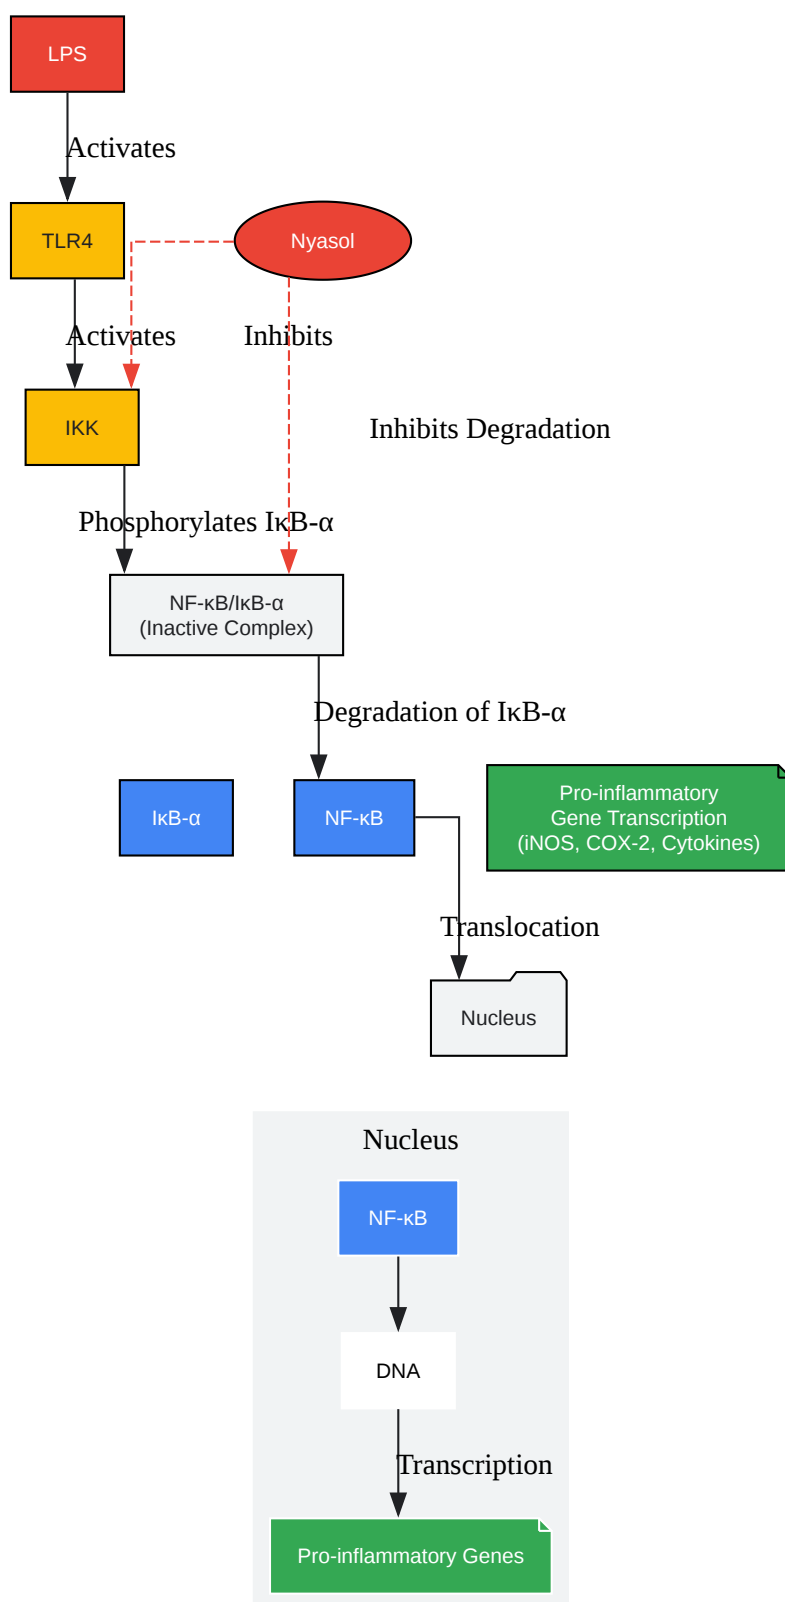 LPS
Activates
TLR4
Nyasol
Activates
Inhibits
IKK
Inhibits Degradation
Phosphorylates IκB-α
NF-κB/IκB-α
(Inactive Complex)
Degradation of IκB-α
IκB-α
NF-κB
Pro-inflammatory
Gene Transcription
(iNOS, COX-2, Cytokines)
Translocation
Nucleus
Nucleus
NF-κB
DNA
Transcription
Pro-inflammatory Genes